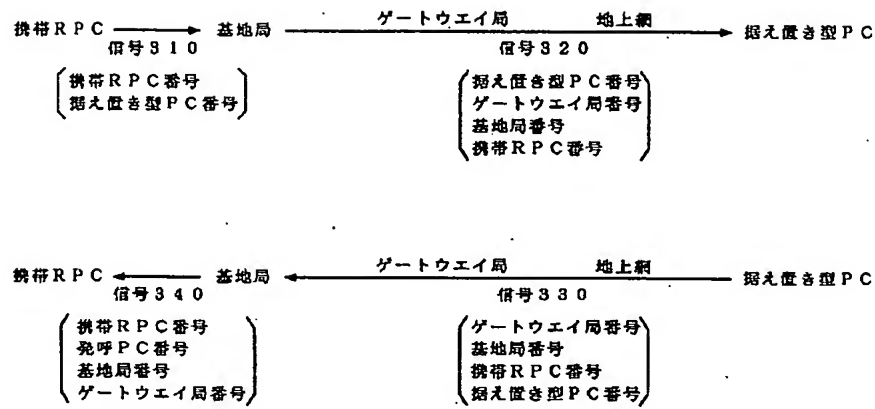 携帯RPC 基地局 ゲートウエイ局 地上網 据え置き型PC
信号310 信号320
携帯RPC番号
据え置き型PC番号
据え置き型PC番号
ゲートウエイ局番号
基地局番号
携帯RPC番号
携帯RPC 基地局 ゲートウエイ局 地上網 据え置き型PC
信号340 信号330
携帯RPC番号
発呼PC番号
基地局番号
ゲートウエイ局番号
ゲートウエイ局番号
基地局番号
携帯RPC番号
据え置き型PC番号